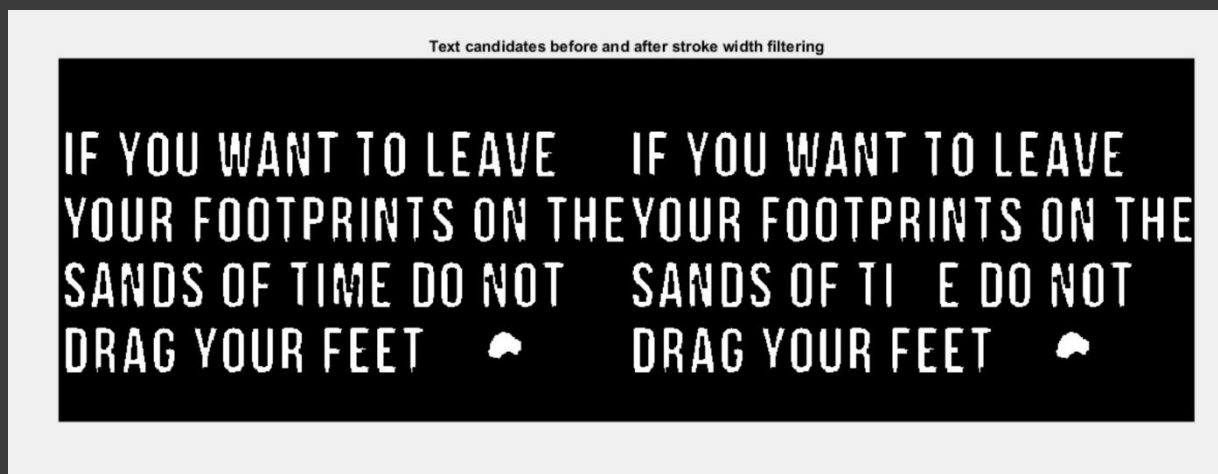 Text candidates before and after stroke width filtering
IF YOU WANT TO LEAVE
YOUR FOOTPRINTS ON THE
SANDS OF TIME DO NOT
DRAG YOUR FEET
IF YOU WANT TO LEAVE
YOUR FOOTPRINTS ON THE
SANDS OF TI E DO NOT
DRAG YOUR FEET